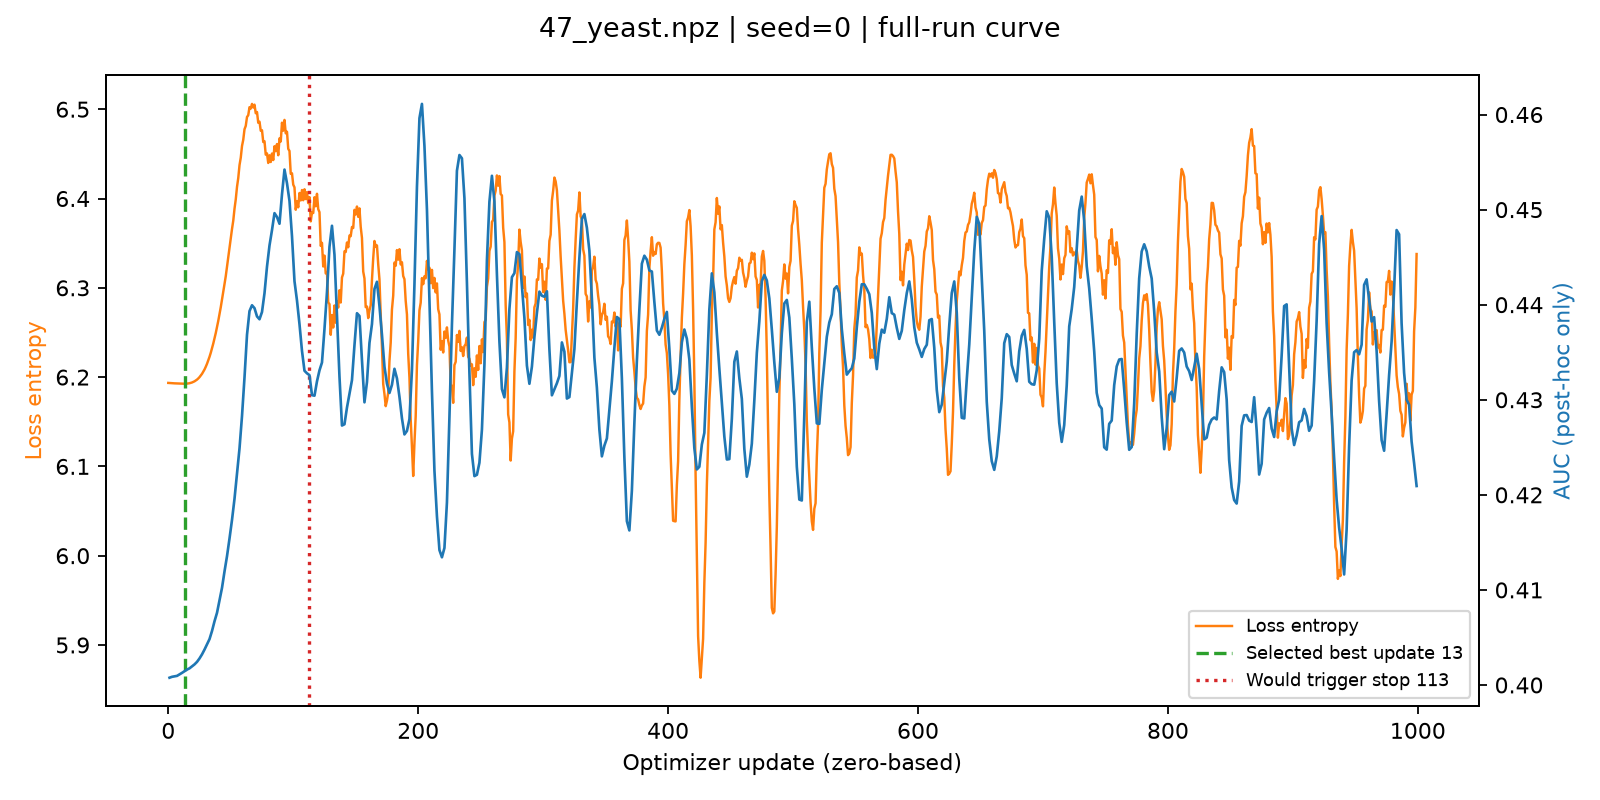 47_yeast.npz | seed=0 | full-run curve
6.5
6.4
6.3
6.2
6.1
6.0
5.9
Loss entropy
0.46
0.45
0.44
0.43
0.42
0.41
0.40
AUC (post-hoc only)
Loss entropy
Selected best update 13
Would trigger stop 113
0 200 400 600 800 1000
Optimizer update (zero-based)